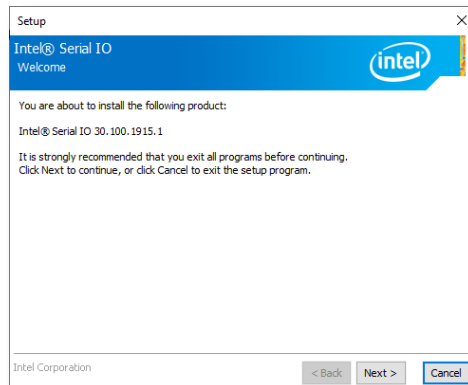 Setup
Intel® Serial IO
Welcome
intel
You are about to install the following product:
Intel® Serial IO 30.100.1915.1
It is strongly recommended that you exit all programs before continuing.
Click Next to continue, or click Cancel to exit the setup program.
Intel Corporation
< Back Next > Cancel